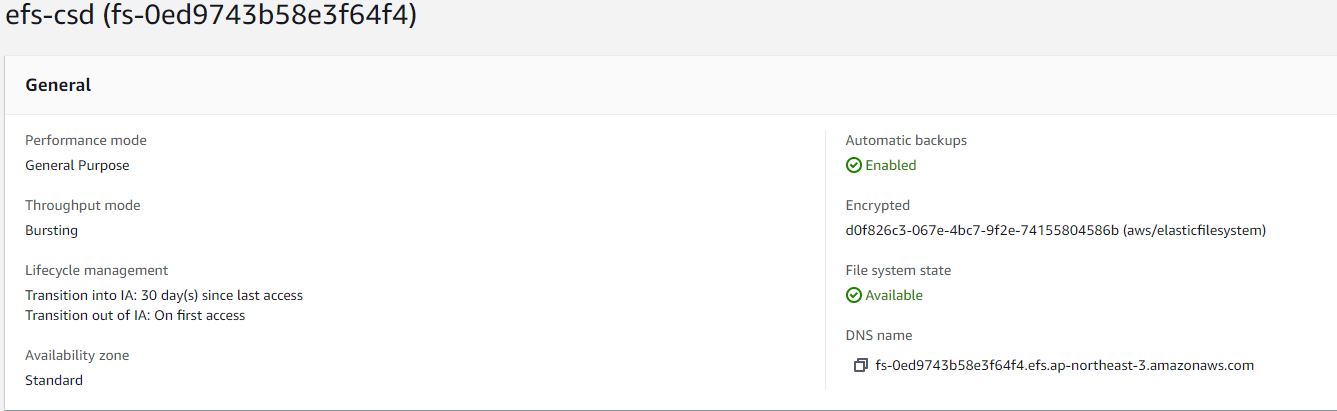 efs-csd (fs-0ed9743b58e3f64f4)
General
Performance mode
General Purpose
Throughput mode
Bursting
Lifecycle management
Transition into IA: 30 day(s) since last access
Transition out of IA: On first access
Availability zone
Standard
Automatic backups
Enabled
Encrypted
d0f826c3-067e-4bc7-9f2e-74155804586b (aws/elasticfilesystem)
File system state
Available
DNS name
fs-0ed9743b58e3f64f4.efs.ap-northeast-3.amazonaws.com